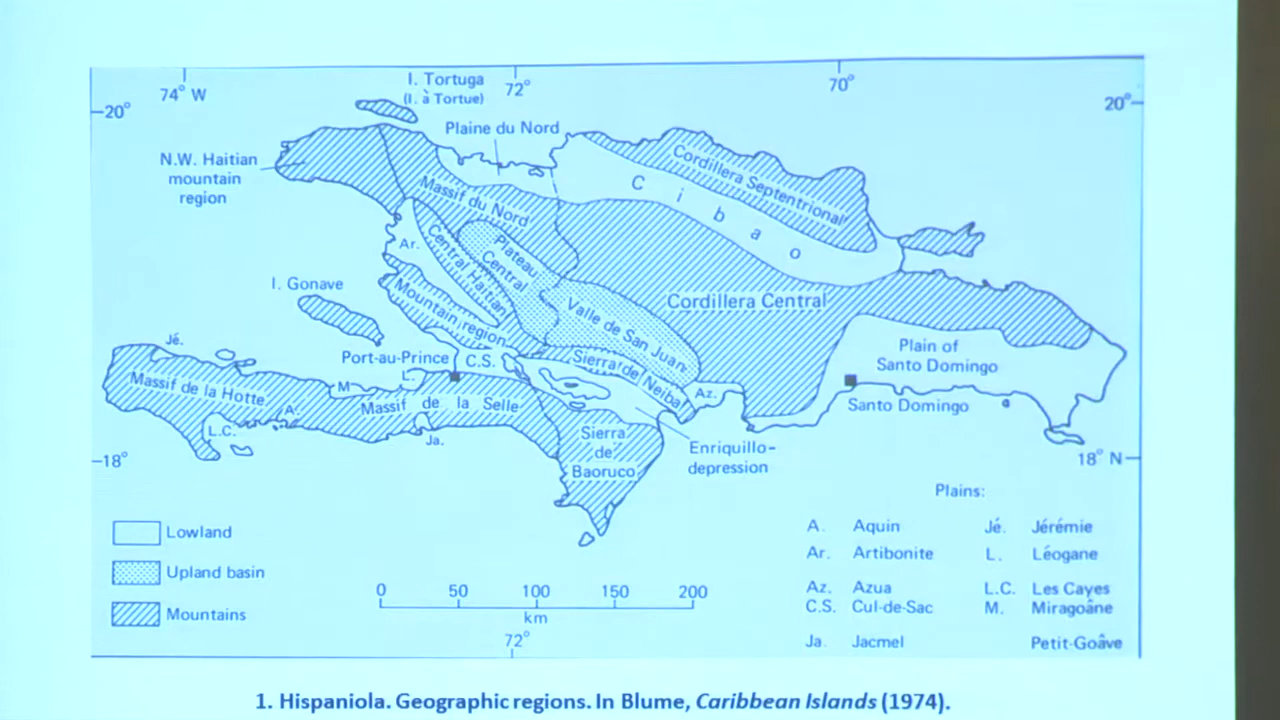 74° W
72°
70°
20°
20°
I. Tortuga
(I. à Tortue)
Plaine du Nord
N.W. Haitian
mountain
region
Cordillera Septentrional
Cibao
Massif du Nord
Ar.
Central Haitian
Mountain region
Plateau
Central
I. Gonave
Cordillera Central
Valle de San Juan
Plain of
Santo Domingo
Jé.
Port-au-Prince
C.S.
Sierra de Neiba
Massif de la Hotte
M
L.
Az.
A.
Massif de la Selle
Santo Domingo
L.C.
Ja.
Sierra
de
Baoruco
Enriquillo-
depression
18°
18° N
Plains:
A. Aquin
Jé. Jérémie
Ar. Artibonite
L. Léogane
Az. Azua
L.C. Les Cayes
C.S. Cul-de-Sac
M. Miragoâne
Ja. Jacmel
Petit-Goâve
Lowland
Upland basin
Mountains
0 50 100 150 200
km
72°
1. Hispaniola. Geographic regions. In Blume, Caribbean Islands (1974).